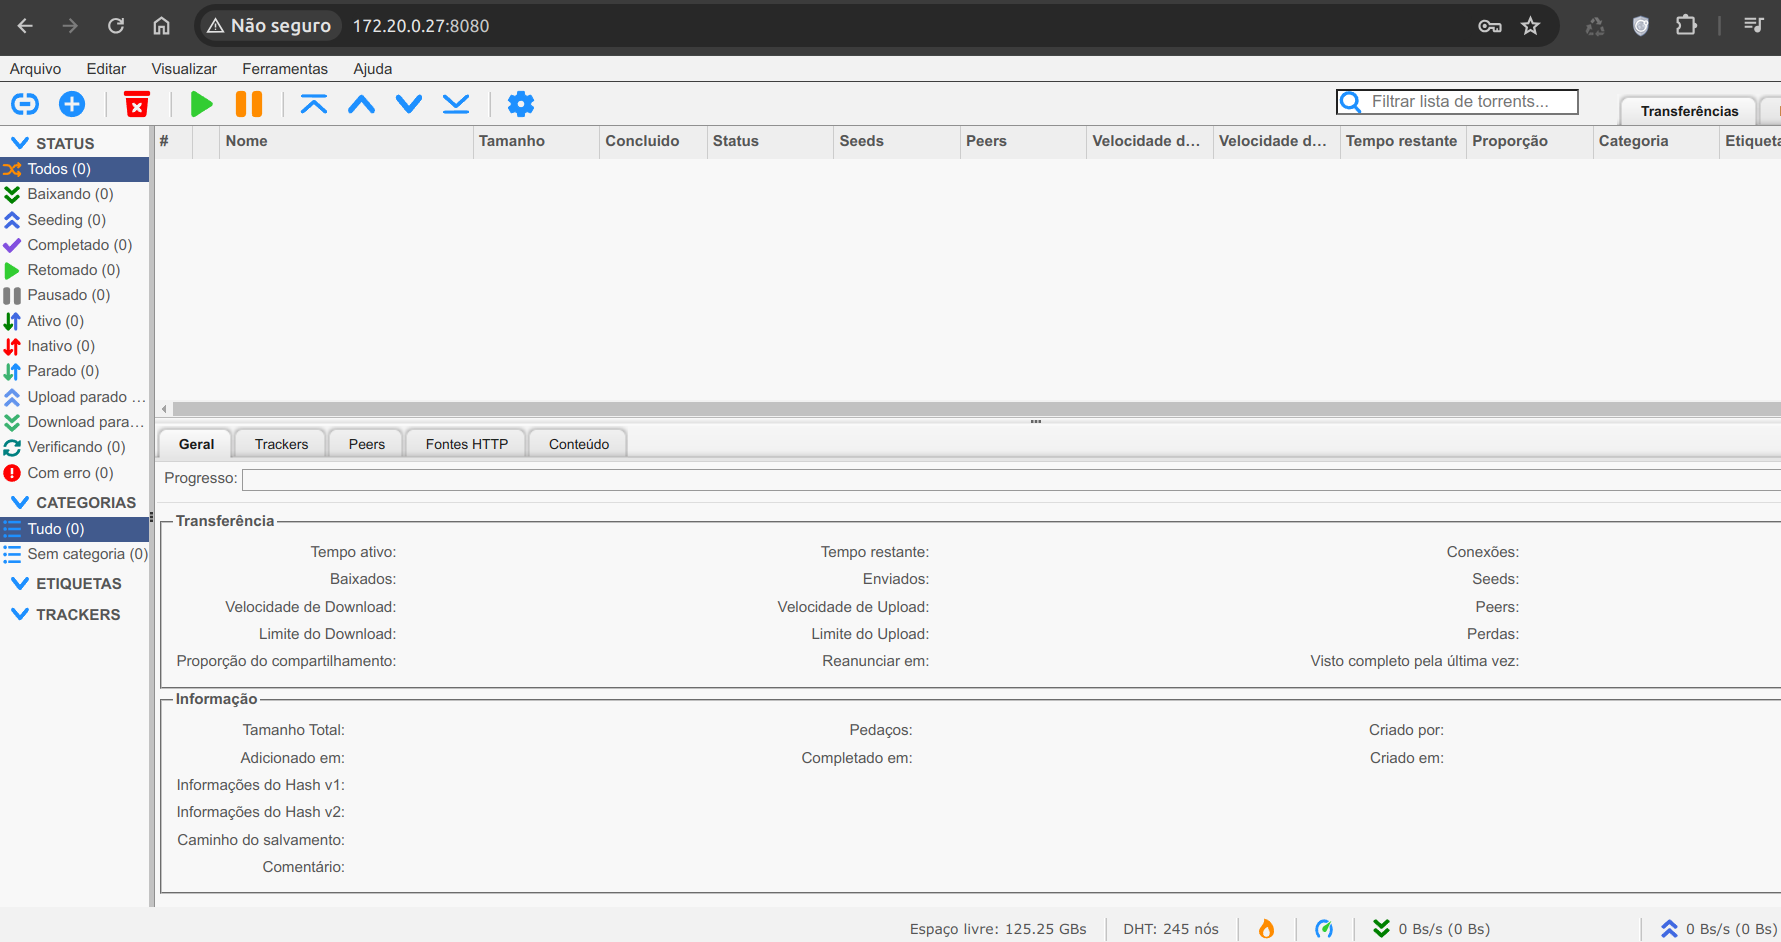 Não seguro 172.20.0.27:8080
Arquivo Editar Visualizar Ferramentas Ajuda
Filtrar lista de torrents...
Transferências
STATUS
Todos (0)
Baixando (0)
Seeding (0)
Completado (0)
Retomado (0)
Pausado (0)
Ativo (0)
Inativo (0)
Parado (0)
Upload parado ...
Download para...
Verificando (0)
Com erro (0)
CATEGORIAS
Tudo (0)
Sem categoria (0)
ETIQUETAS
TRACKERS
# Nome Tamanho Concluido Status Seeds Peers Velocidade d... Velocidade d... Tempo restante Proporção Categoria Etiqueta
Geral Trackers Peers Fontes HTTP Conteúdo
Progresso:
Transferência
Tempo ativo: Tempo restante: Conexões:
Baixados: Enviados: Seeds:
Velocidade de Download: Velocidade de Upload: Peers:
Limite do Download: Limite do Upload: Perdas:
Proporção do compartilhamento: Reanunciar em: Visto completo pela última vez:
Informação
Tamanho Total: Pedaços: Criado por:
Adicionado em: Completado em: Criado em:
Informações do Hash v1:
Informações do Hash v2:
Caminho do salvamento:
Comentário:
Espaço livre: 125.25 GBs DHT: 245 nós 0 Bs/s (0 Bs) 0 Bs/s (0 Bs)